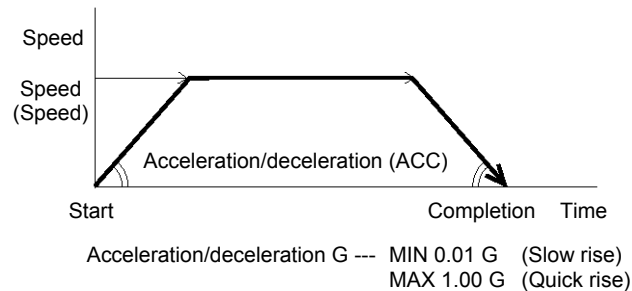 Speed
Speed
(Speed)
Acceleration/deceleration (ACC)
Start
Completion
Time
Acceleration/deceleration G --- MIN 0.01 G (Slow rise)
MAX 1.00 G (Quick rise)